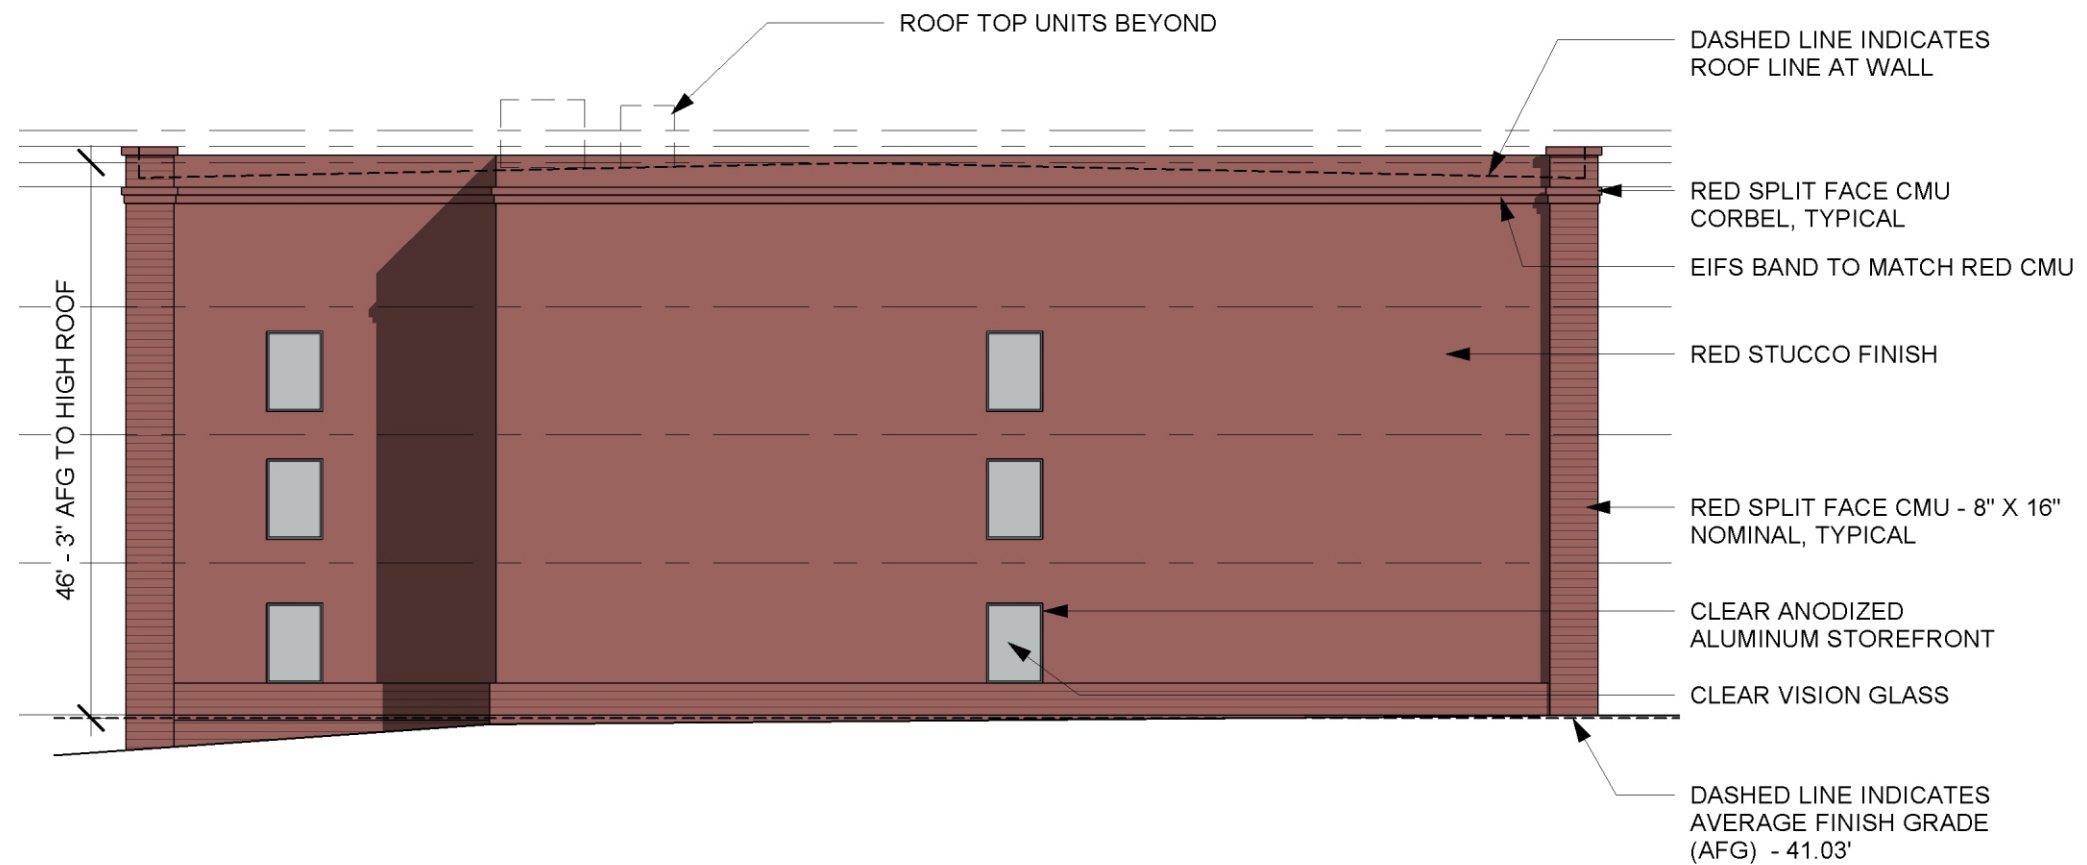 ROOF TOP UNITS BEYOND
DASHED LINE INDICATES
ROOF LINE AT WALL
RED SPLIT FACE CMU
CORBEL, TYPICAL
EIFS BAND TO MATCH RED CMU
RED STUCCO FINISH
46' - 3" AFG TO HIGH ROOF
RED SPLIT FACE CMU - 8" X 16"
NOMINAL, TYPICAL
CLEAR ANODIZED
ALUMINUM STOREFRONT
CLEAR VISION GLASS
DASHED LINE INDICATES
AVERAGE FINISH GRADE
(AFG) - 41.03'